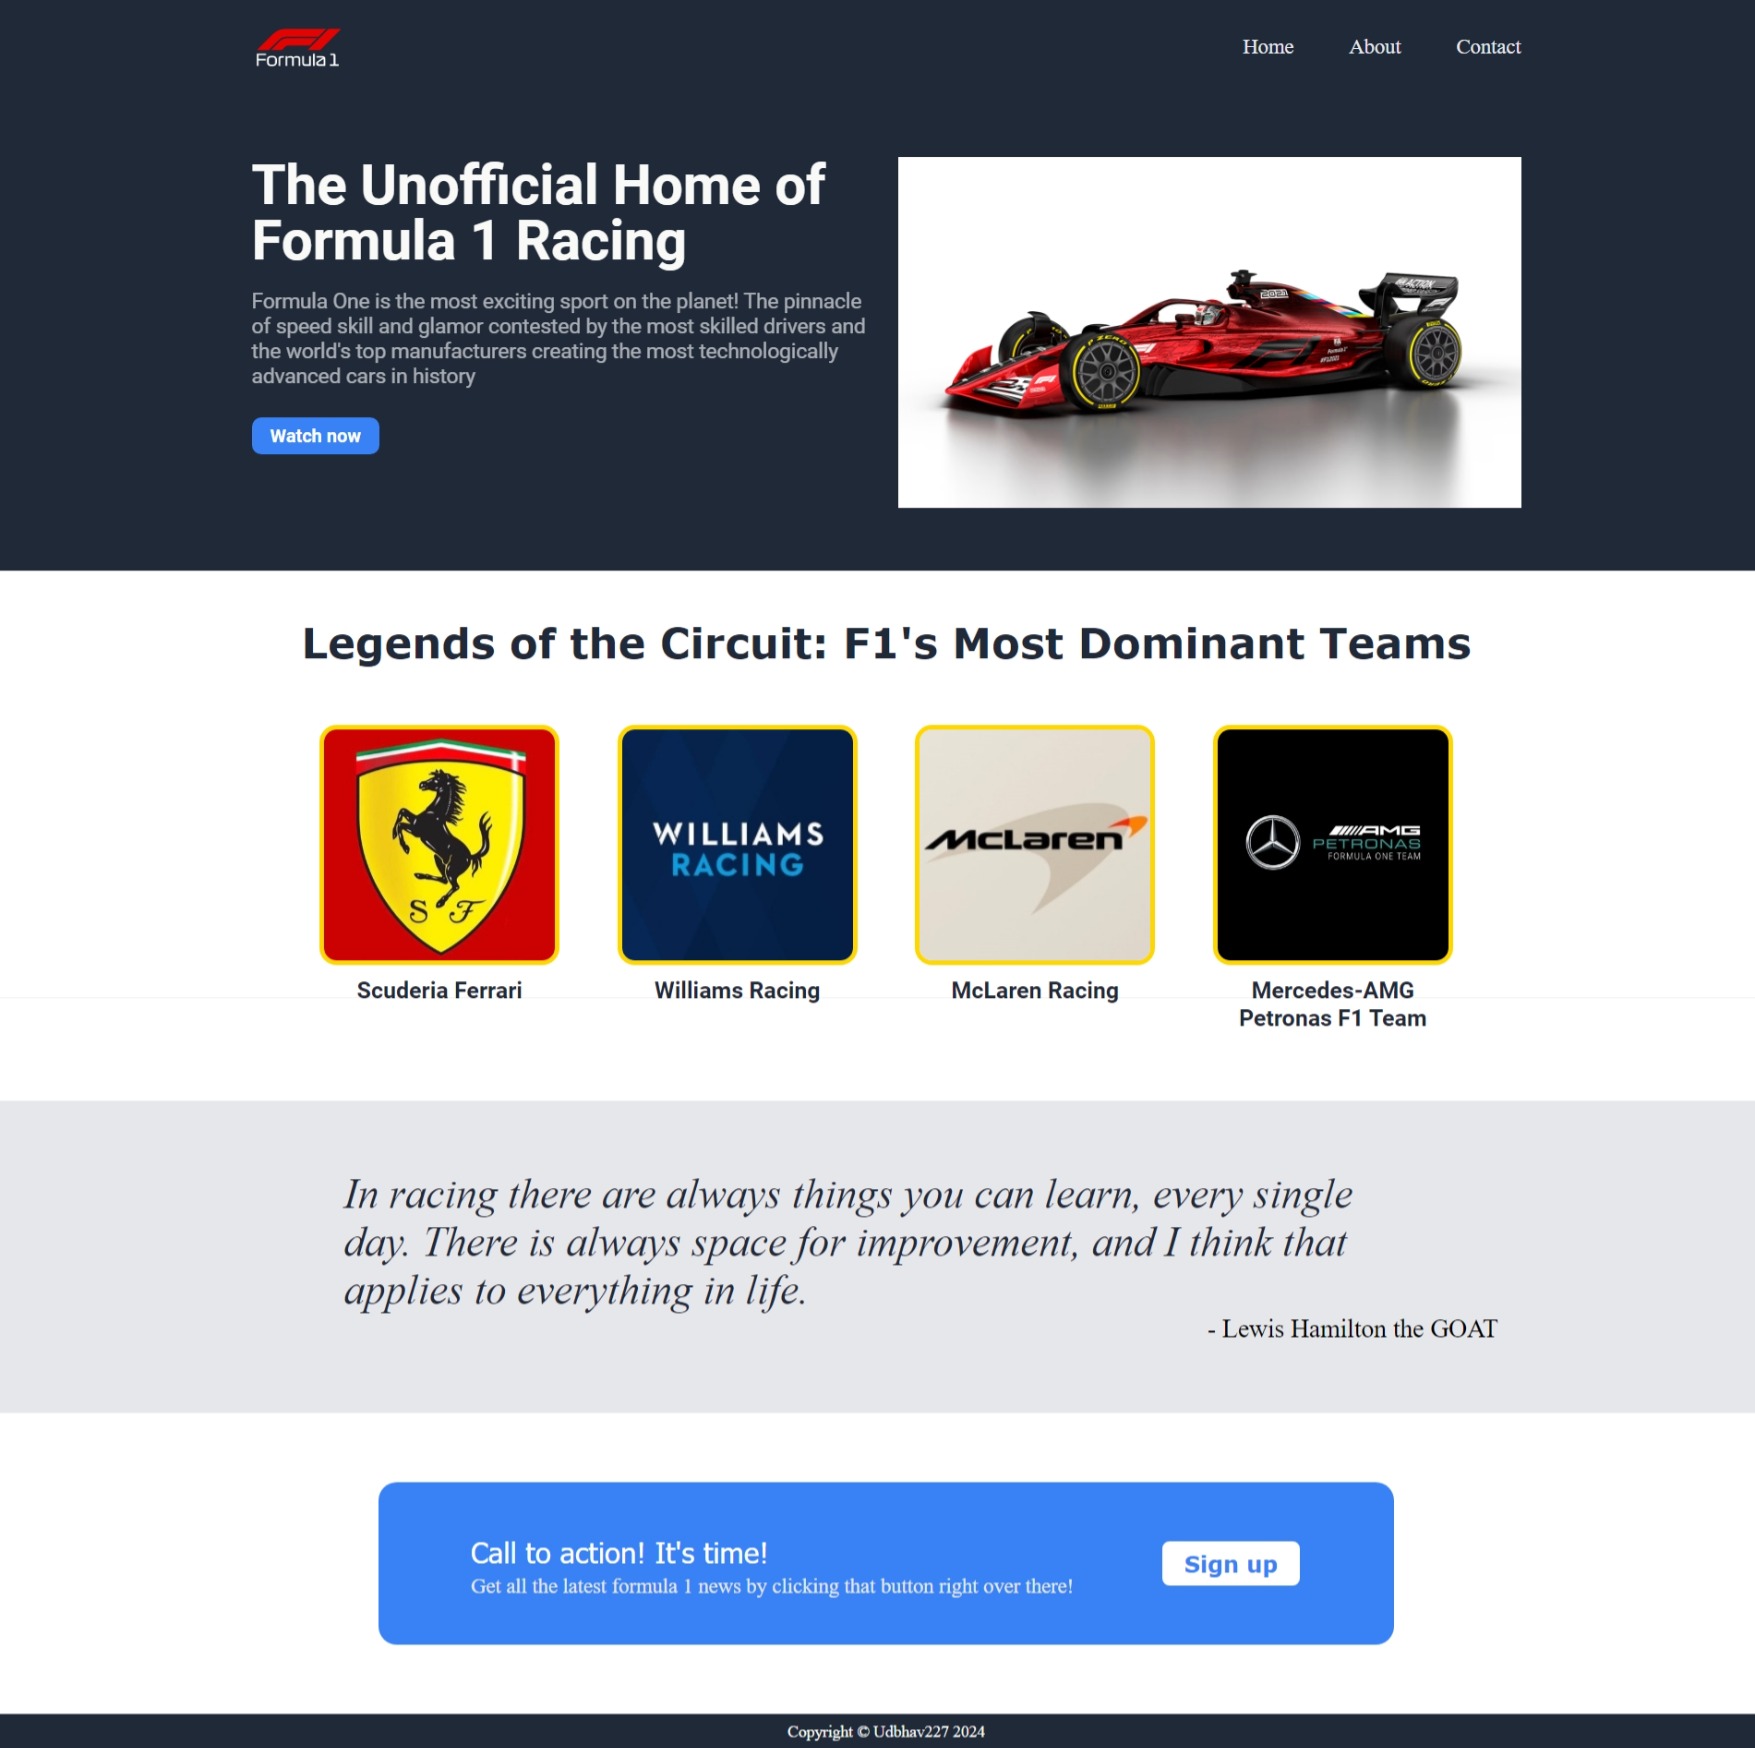 Formula 1
Home About Contact
The Unofficial Home of
Formula 1 Racing
Formula One is the most exciting sport on the planet! The pinnacle
of speed skill and glamor contested by the most skilled drivers and
the world's top manufacturers creating the most technologically
advanced cars in history
Watch now
2021
P ZERO
Legends of the Circuit: F1's Most Dominant Teams
S F
WILLIAMS
RACING
McLaren
AMG
PETRONAS
FORMULA ONE TEAM
Scuderia Ferrari
Williams Racing
McLaren Racing
Mercedes-AMG
Petronas F1 Team
In racing there are always things you can learn, every single
day. There is always space for improvement, and I think that
applies to everything in life.
- Lewis Hamilton the GOAT
Call to action! It's time!
Get all the latest formula 1 news by clicking that button right over there!
Sign up
Copyright © Udbhav227 2024